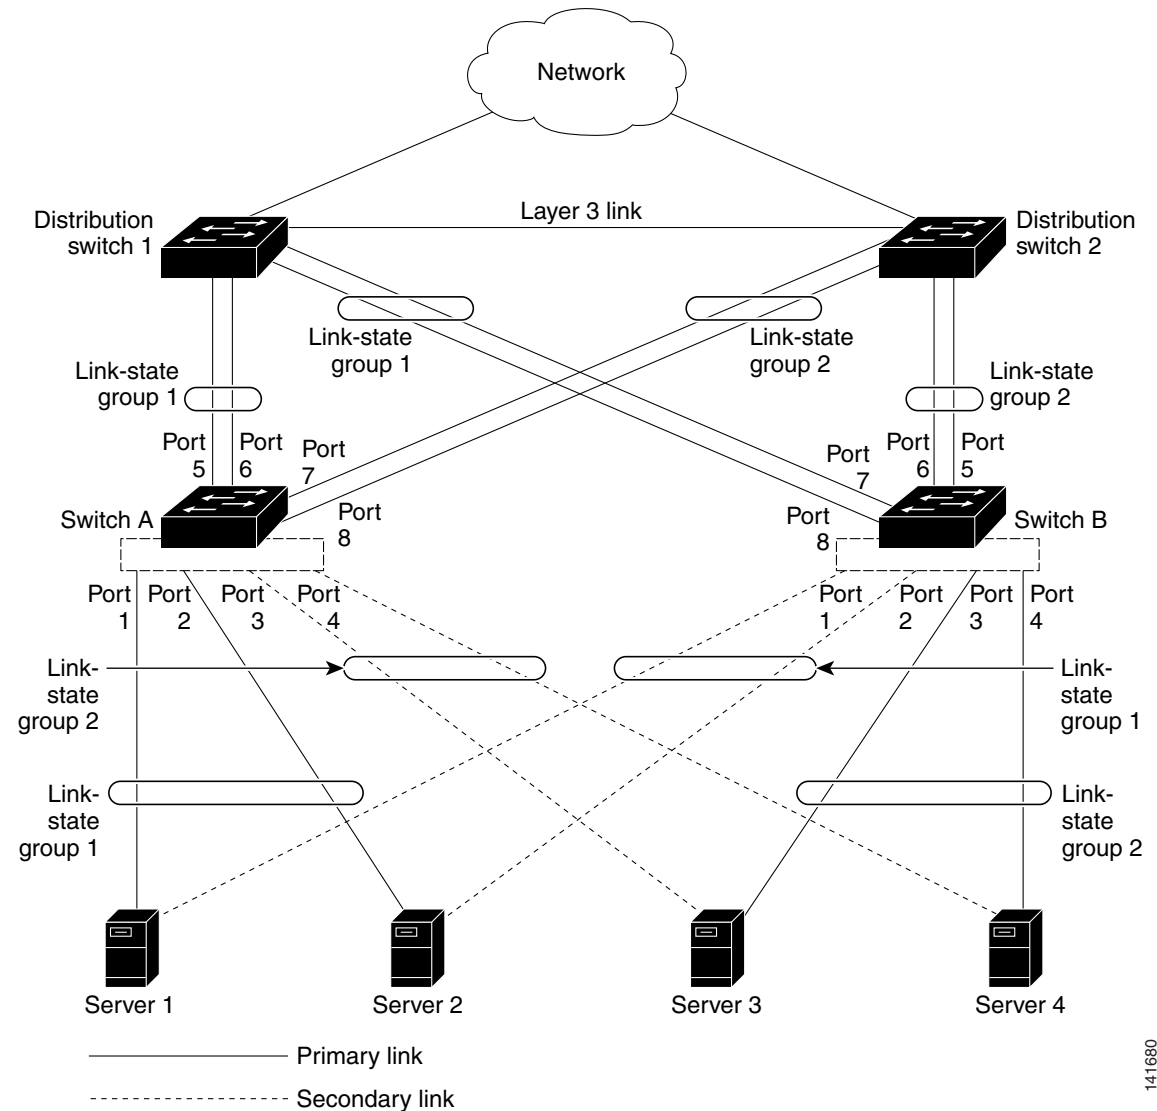 Network
Layer 3 link
Distribution
switch 1
Distribution
switch 2
Link-state
group 1
Link-state
group 2
Link-state
group 1
Link-state
group 2
Port
5
Port
6
Port
7
Port
8
Port
7
Port
6
Port
5
Port
8
Switch A
Switch B
Port
1
Port
2
Port
3
Port
4
Port
1
Port
2
Port
3
Port
4
Link-
state
group 2
Link-
state
group 1
Link-
state
group 1
Link-
state
group 2
Server 1
Server 2
Server 3
Server 4
Primary link
Secondary link
141680